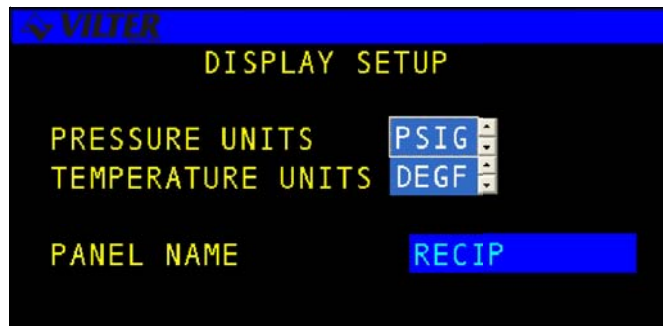 VILTER
DISPLAY SETUP
PRESSURE UNITS PSIG
TEMPERATURE UNITS DEGF
PANEL NAME RECIP